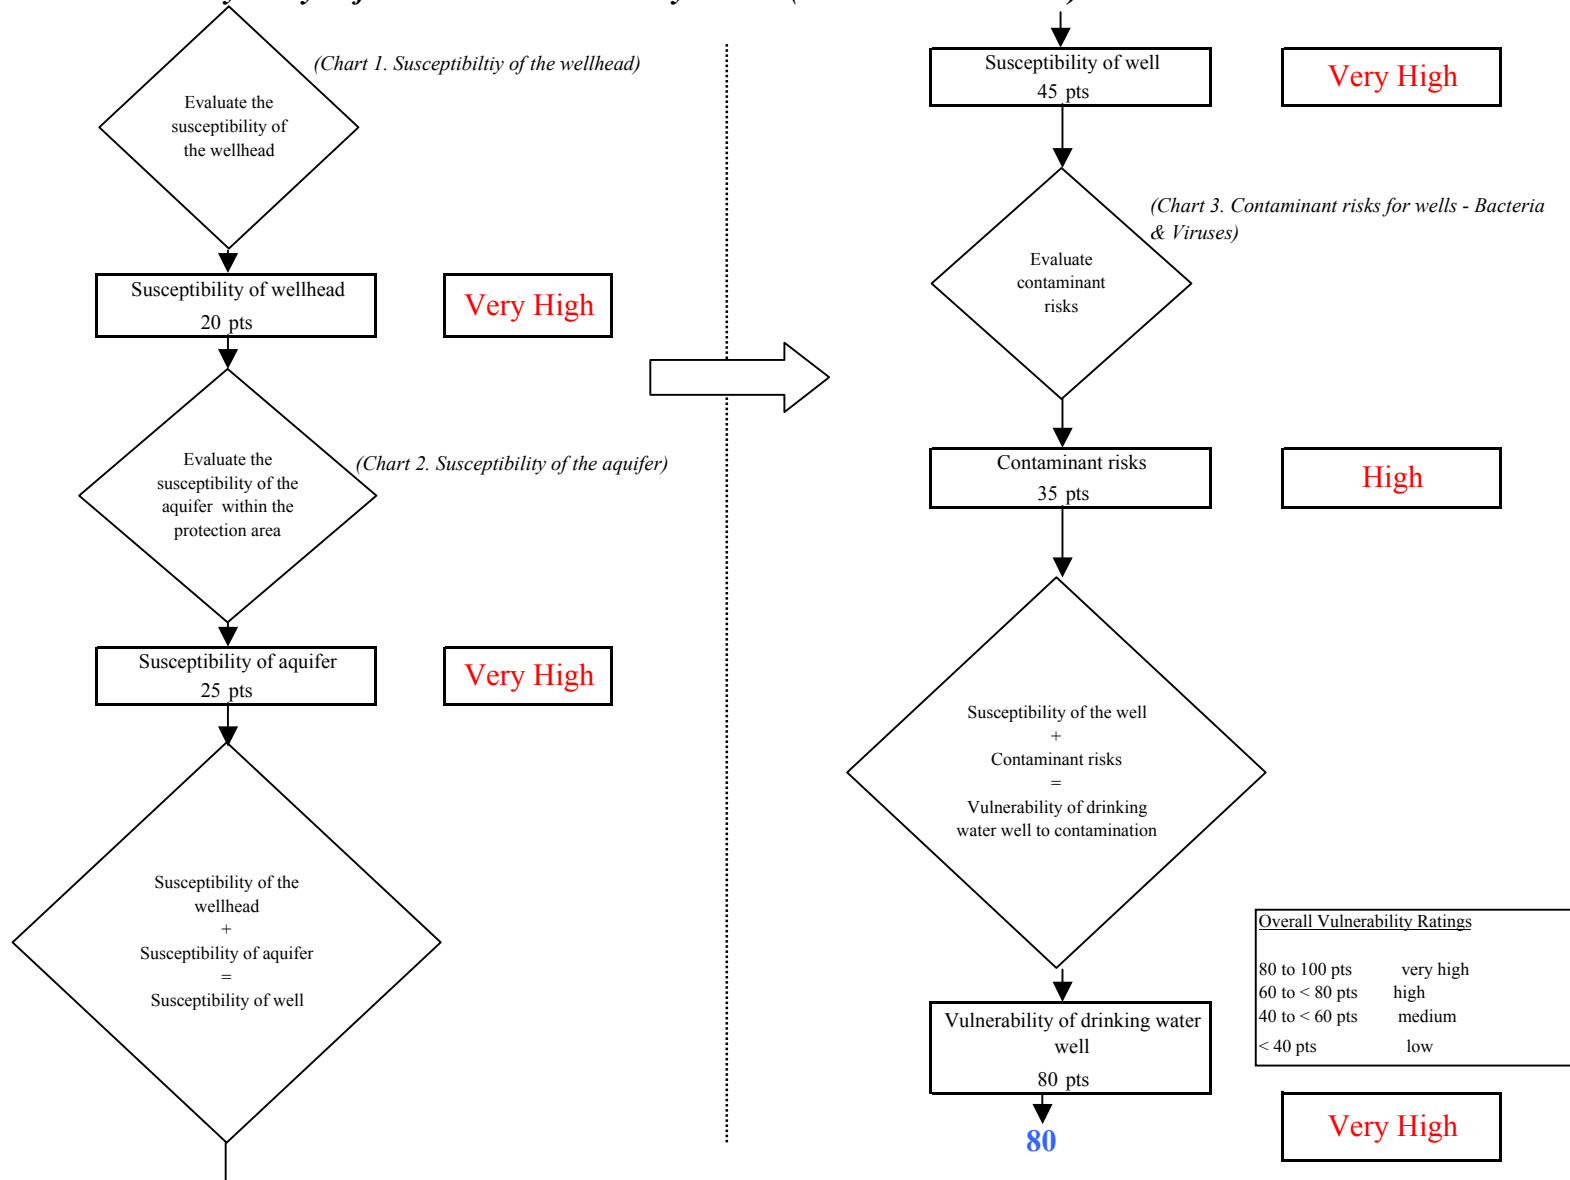 (Chart 1. Susceptibiltiy of the wellhead)
Evaluate the
susceptibility of
the wellhead
Susceptibility of wellhead
20 pts
Very High
Evaluate the
susceptibility of the
aquifer within the
protection area
(Chart 2. Susceptibility of the aquifer)
Susceptibility of aquifer
25 pts
Very High
Susceptibility of the
wellhead
+
Susceptibility of aquifer
=
Susceptibility of well
Susceptibility of well
45 pts
Very High
(Chart 3. Contaminant risks for wells - Bacteria
& Viruses)
Evaluate
contaminant
risks
Contaminant risks
35 pts
High
Susceptibility of the well
+
Contaminant risks
=
Vulnerability of drinking
water well to contamination
Overall Vulnerability Ratings
80 to 100 pts very high
60 to < 80 pts high
40 to < 60 pts medium
< 40 pts low
Vulnerability of drinking water
well
80 pts
80
Very High